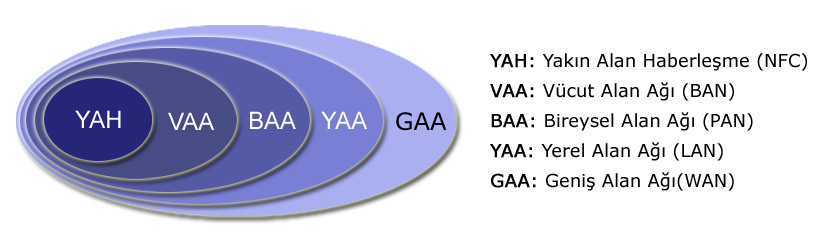 YAH VAA BAA YAA GAA
YAH: Yakın Alan Haberleşme (NFC)
VAA: Vücut Alan Ağı (BAN)
BAA: Bireysel Alan Ağı (PAN)
YAA: Yerel Alan Ağı (LAN)
GAA: Geniş Alan Ağı(WAN)